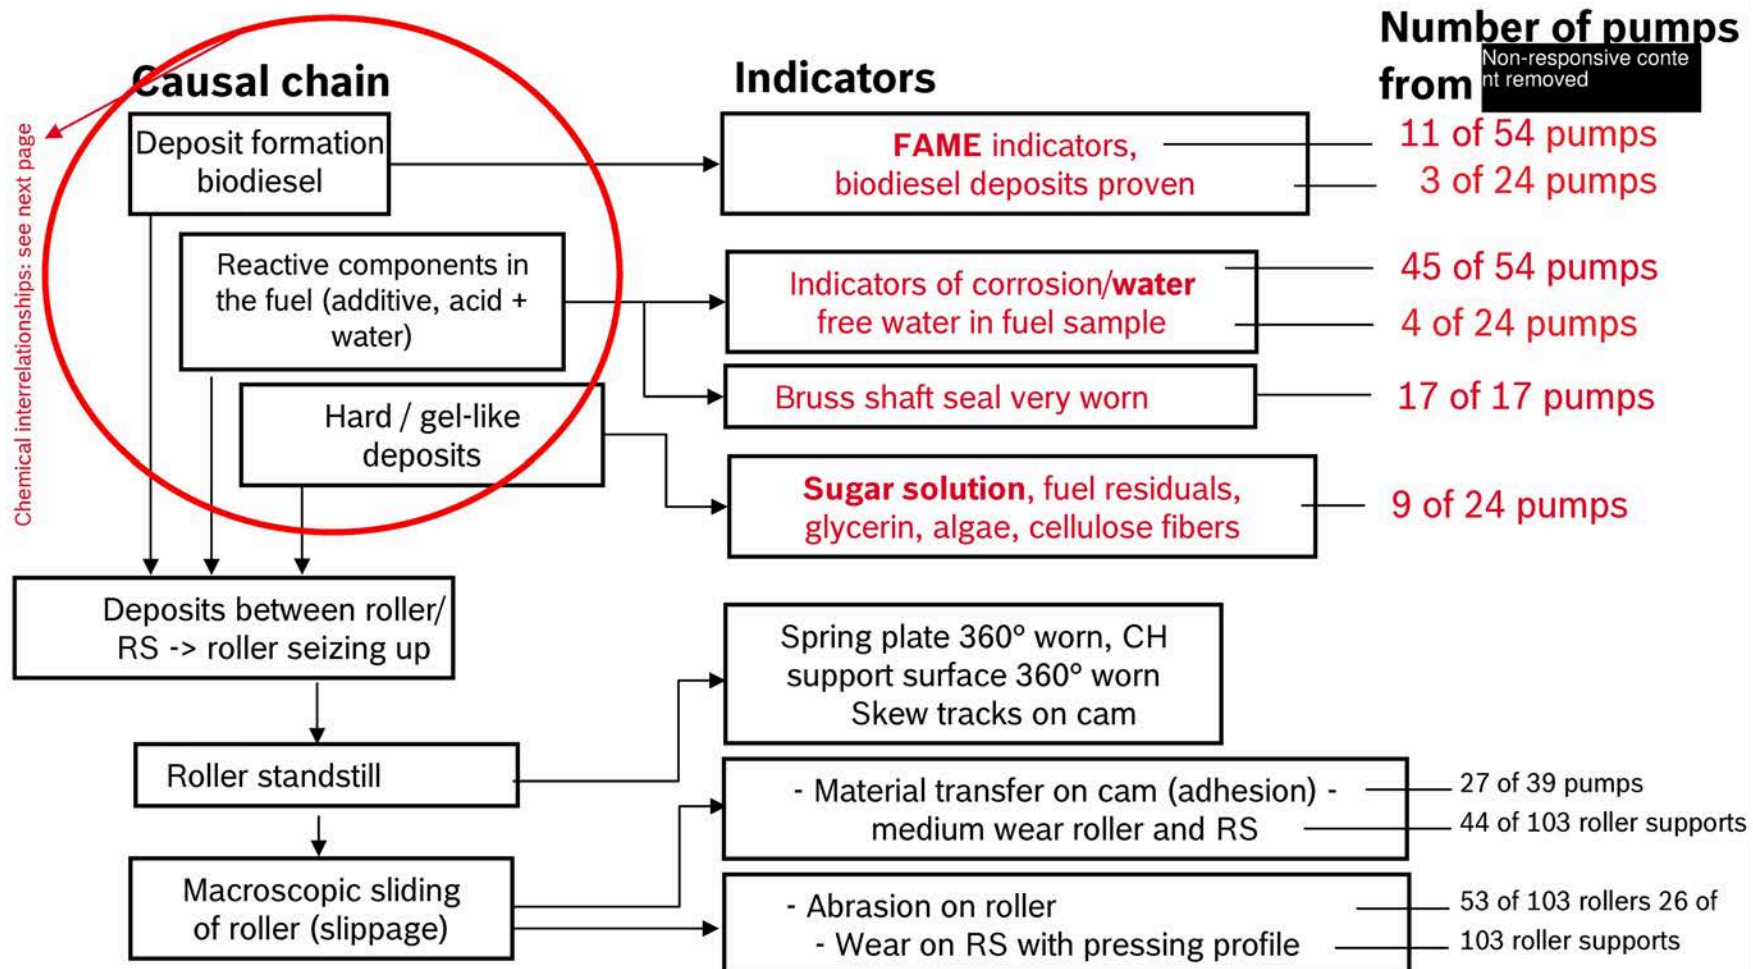 Number of pumps
from
Non-responsive conte
nt removed
Causal chain
Indicators
Chemical interrelationships: see next page
Deposit formation
biodiesel
FAME indicators,
biodiesel deposits proven
11 of 54 pumps
3 of 24 pumps
Reactive components in
the fuel (additive, acid +
water)
Indicators of corrosion/water
free water in fuel sample
45 of 54 pumps
4 of 24 pumps
Bruss shaft seal very worn
17 of 17 pumps
Hard / gel-like
deposits
Sugar solution, fuel residuals,
glycerin, algae, cellulose fibers
9 of 24 pumps
Deposits between roller/
RS -> roller seizing up
Spring plate 360° worn, CH
support surface 360° worn
Skew tracks on cam
Roller standstill
- Material transfer on cam (adhesion) -
medium wear roller and RS
27 of 39 pumps
44 of 103 roller supports
Macroscopic sliding
of roller (slippage)
- Abrasion on roller
- Wear on RS with pressing profile
53 of 103 rollers 26 of
103 roller supports